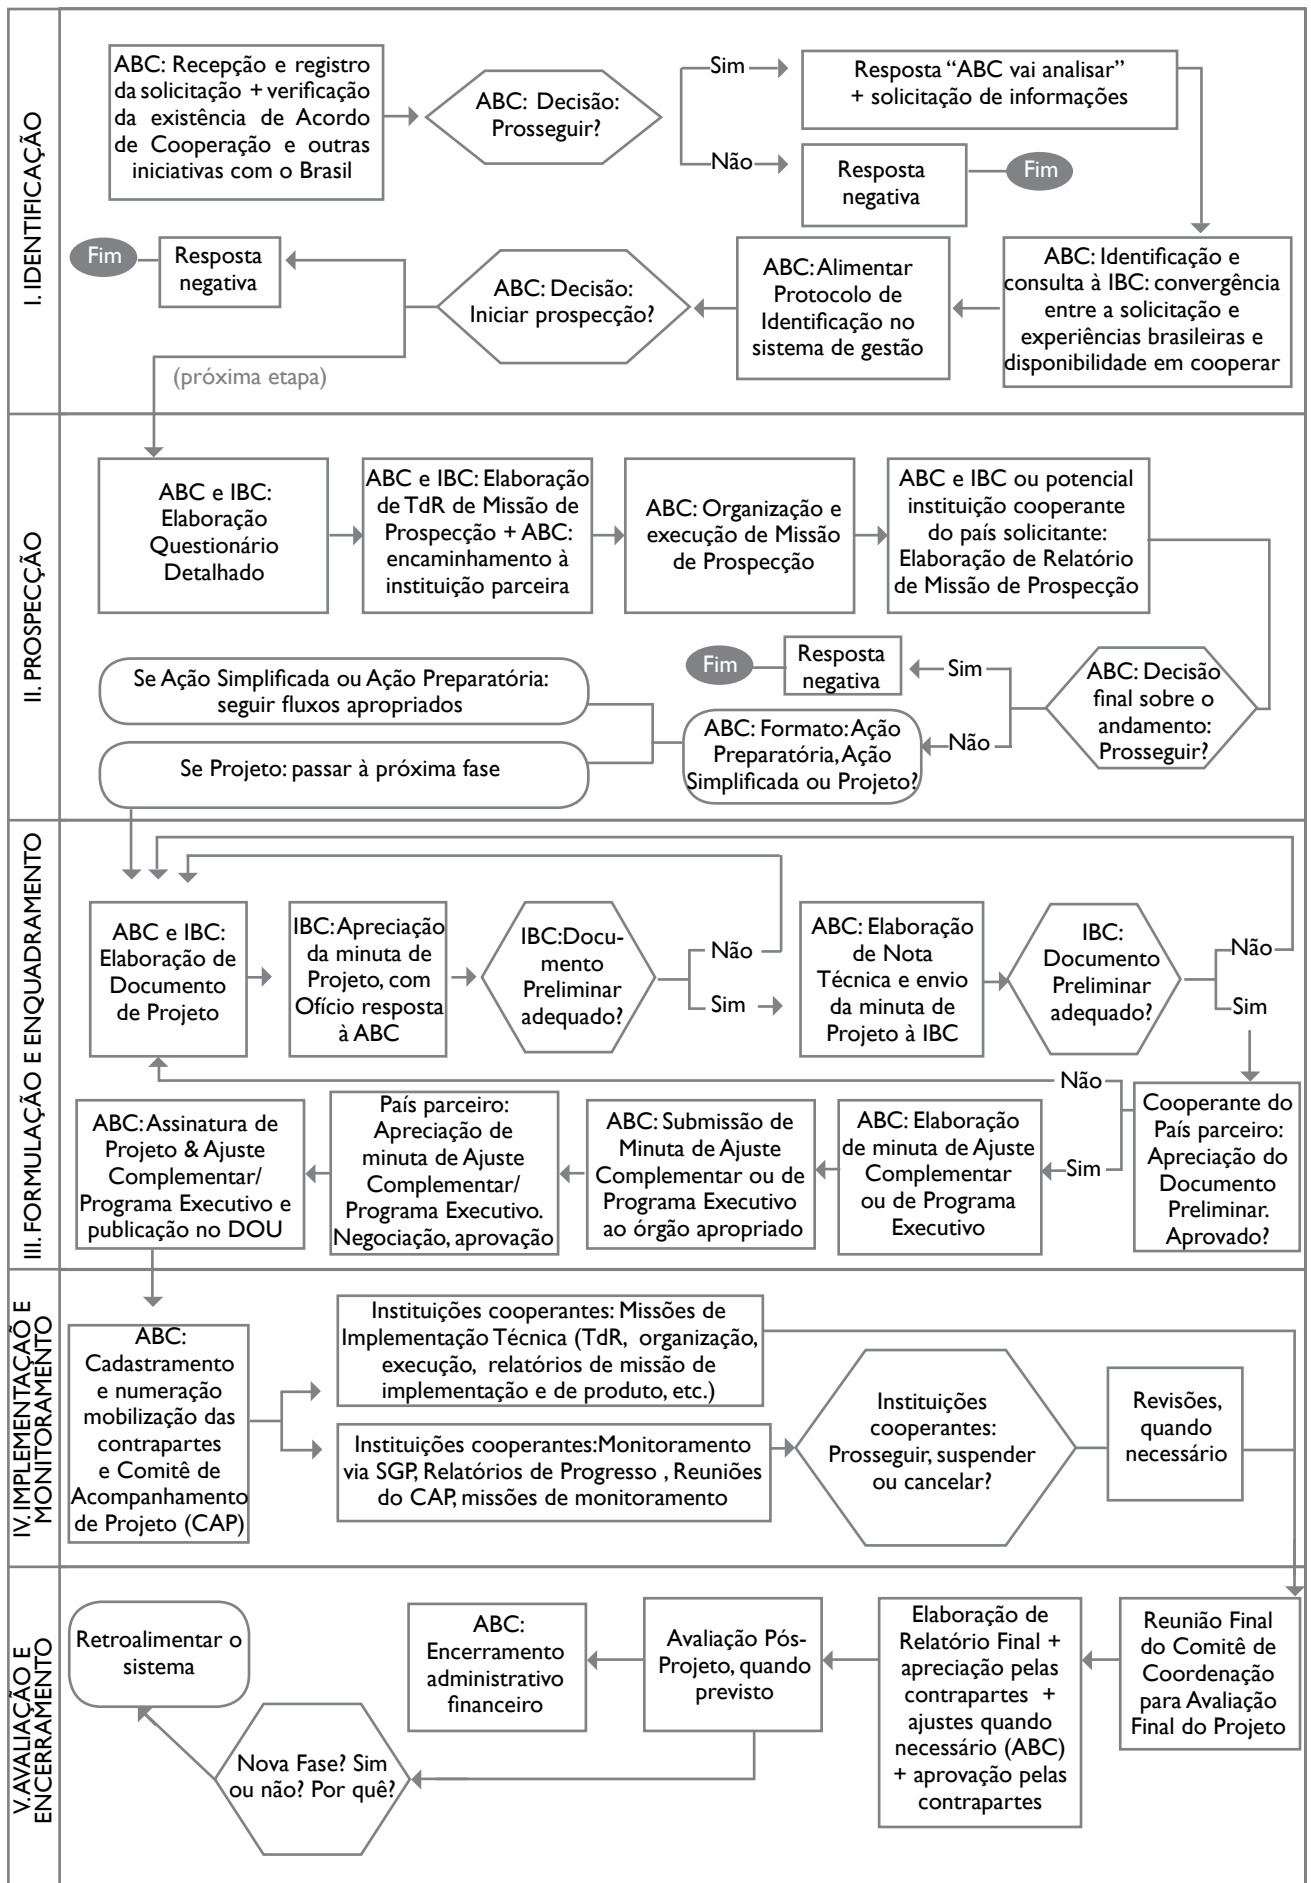 I. IDENTIFICAÇÃO
ABC: Recepção e registro
da solicitação + verificação
da existência de Acordo
de Cooperação e outras
iniciativas com o Brasil
ABC: Decisão:
Prosseguir?
Sim
Resposta “ABC vai analisar”
+ solicitação de informações
Não
Resposta
negativa
Fim
ABC: Identificação e
consulta à IBC: convergência
entre a solicitação e
experiências brasileiras e
disponibilidade em cooperar
ABC: Alimentar
Protocolo de
Identificação no
sistema de gestão
ABC: Decisão:
Iniciar prospecção?
Resposta
negativa
Fim
(próxima etapa)
II. PROSPECÇÃO
ABC e IBC:
Elaboração
Questionário
Detalhado
ABC e IBC: Elaboração
de TdR de Missão de
Prospecção + ABC:
encaminhamento à
instituição parceira
ABC: Organização e
execução de Missão
de Prospecção
ABC e IBC ou potencial
instituição cooperante
do país solicitante:
Elaboração de Relatório
de Missão de Prospecção
ABC: Decisão
final sobre o
andamento:
Prosseguir?
Sim
Resposta
negativa
Fim
Não
ABC: Formato: Ação
Preparatória, Ação
Simplificada ou Projeto?
Se Ação Simplificada ou Ação Preparatória:
seguir fluxos apropriados
Se Projeto: passar à próxima fase
III. FORMULAÇÃO E ENQUADRAMENTO
ABC e IBC:
Elaboração de
Documento
de Projeto
IBC: Apreciação
da minuta de
Projeto, com
Ofício resposta
à ABC
IBC: Docu-
mento
Preliminar
adequado?
Não
Sim
ABC: Elaboração
de Nota
Técnica e envio
da minuta de
Projeto à IBC
IBC:
Documento
Preliminar
adequado?
Não
Sim
Cooperante do
País parceiro:
Apreciação do
Documento
Preliminar.
Aprovado?
Não
Sim
ABC: Elaboração
de minuta de Ajuste
Complementar
ou de Programa
Executivo
ABC: Submissão de
Minuta de Ajuste
Complementar ou de
Programa Executivo
ao órgão apropriado
País parceiro:
Apreciação de
minuta de Ajuste
Complementar/
Programa Executivo.
Negociação, aprovação
ABC: Assinatura de
Projeto & Ajuste
Complementar/
Programa Executivo e
publicação no DOU
IV. IMPLEMENTAÇÃO E
MONITORAMENTO
ABC:
Cadastramento
e numeração
mobilização das
contrapartes
e Comitê de
Acompanhamento
de Projeto (CAP)
Instituições cooperantes: Missões de
Implementação Técnica (TdR, organização,
execução, relatórios de missão de
implementação e de produto, etc.)
Instituições cooperantes: Monitoramento
via SGP, Relatórios de Progresso , Reuniões
do CAP, missões de monitoramento
Instituições
cooperantes:
Prosseguir, suspender
ou cancelar?
Revisões,
quando
necessário
V. AVALIAÇÃO E
ENCERRAMENTO
Reunião Final
do Comitê de
Coordenação
para Avaliação
Final do Projeto
Elaboração de
Relatório Final +
apreciação pelas
contrapartes +
ajustes quando
necessário (ABC)
+ aprovação pelas
contrapartes
Avaliação Pós-
Projeto, quando
previsto
ABC:
Encerramento
administrativo
financeiro
Nova Fase? Sim
ou não? Por quê?
Retroalimentar o
sistema